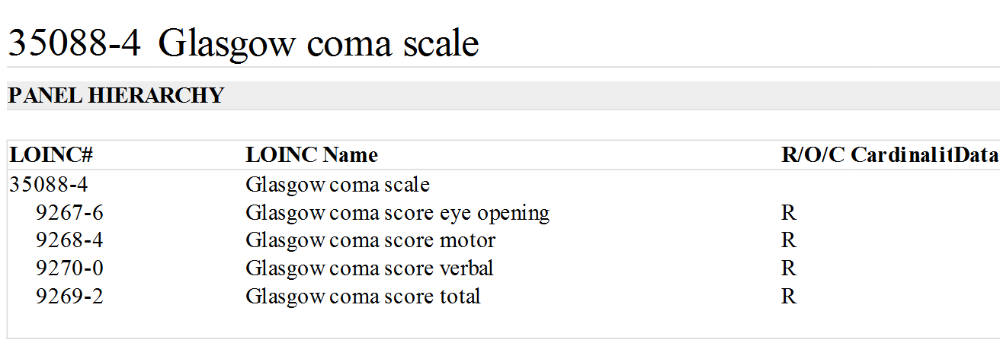 35088-4 Glasgow coma scale
PANEL HIERARCHY
LOINC# LOINC Name R/O/C CardinalitData
35088-4 Glasgow coma scale
9267-6 Glasgow coma score eye opening R
9268-4 Glasgow coma score motor R
9270-0 Glasgow coma score verbal R
9269-2 Glasgow coma score total R